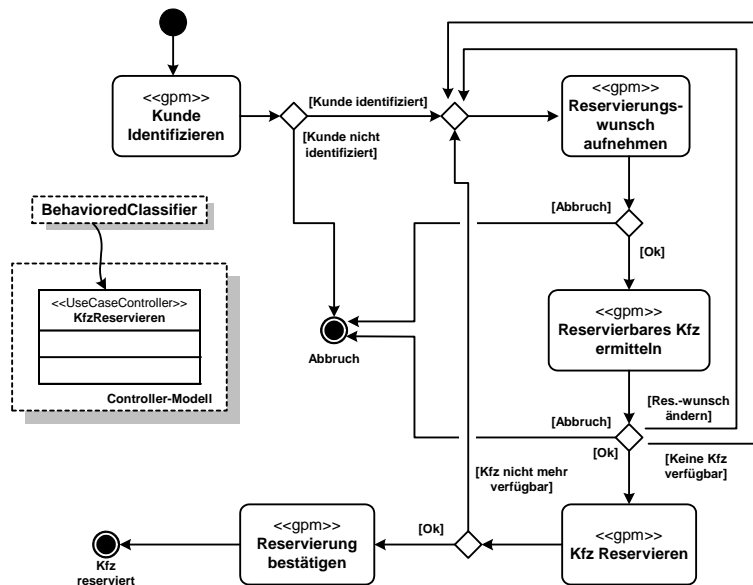 <<gpm>>
Kunde
Identifizieren
[Kunde identifiziert]
[Kunde nicht
identifiziert]
<<gpm>>
Reservierungs-
wunsch
aufnehmen
[Abbruch]
[Ok]
BehavioredClassifier
<<UseCaseController>>
KfzReservieren
Controller-Modell
Abbruch
<<gpm>>
Reservierbares Kfz
ermitteln
[Abbruch]
[Res.-wunsch
ändern]
[Ok]
[Keine Kfz
verfügbar]
[Kfz nicht mehr
verfügbar]
<<gpm>>
Kfz Reservieren
[Ok]
<<gpm>>
Reservierung
bestätigen
Kfz
reserviert